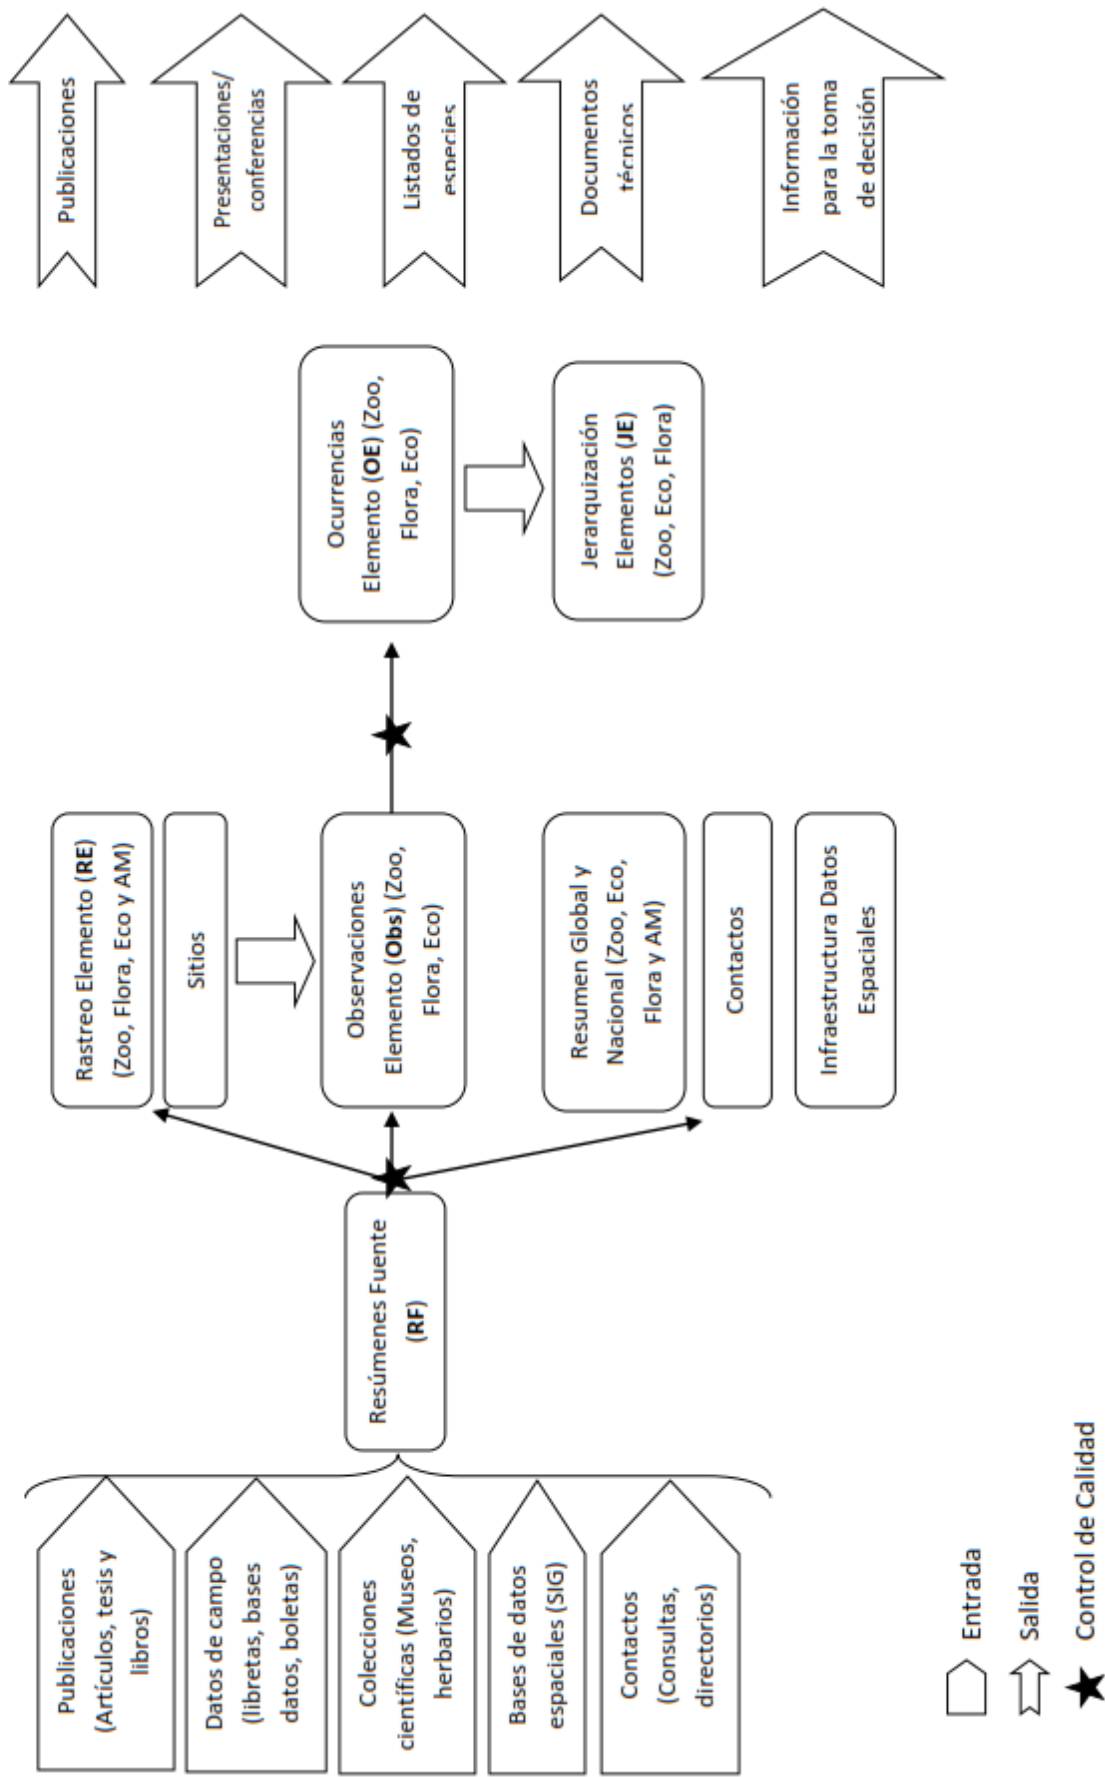 Publicaciones
(Artículos, tesis y
libros)
Datos de campo
(libretas, bases
datos, boletas)
Colecciones
científicas (Museos,
herbarios)
Bases de datos
espaciales (SIG)
Contactos
(Consultas,
directorios)
Resúmenes Fuente
(RF)
Rastreo Elemento (RE)
(Zoo, Flora, Eco y AM)
Sitios
Observaciones
Elemento (Obs) (Zoo,
Flora, Eco)
Resumen Global y
Nacional (Zoo, Eco,
Flora y AM)
Contactos
Infraestructura Datos
Espaciales
Ocurrencias
Elemento (OE) (Zoo,
Flora, Eco)
Jerarquización
Elementos (JE)
(Zoo, Eco, Flora)
Publicaciones
Presentaciones/
conferencias
Listados de
especies
Documentos
técnicos
Información
para la toma
de decisión
Entrada
Salida
Control de Calidad